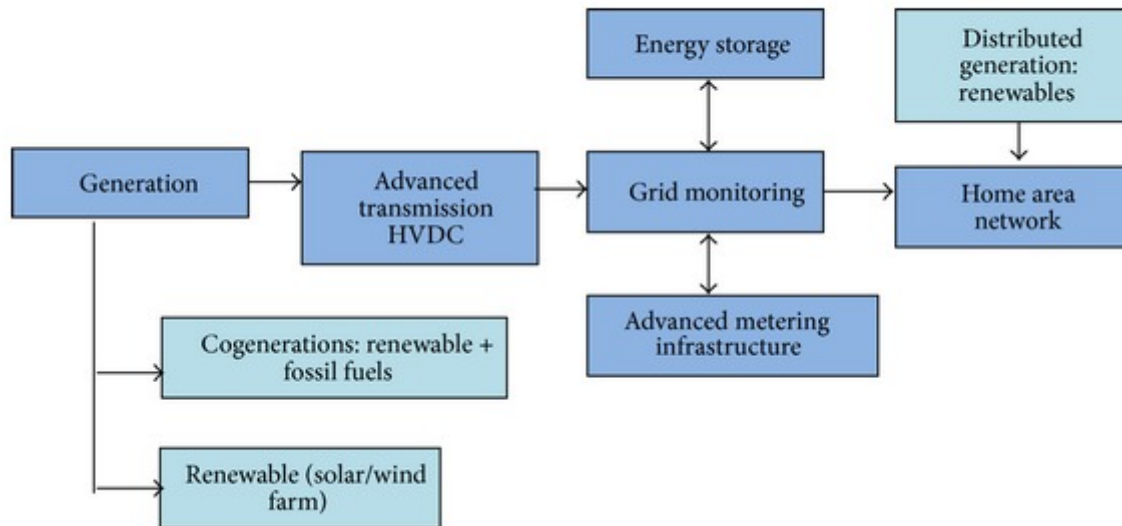 Energy storage
Distributed
generation:
renewables
Generation
Advanced
transmission
HVDC
Grid monitoring
Home area
network
Advanced metering
infrastructure
Cogenerations: renewable +
fossil fuels
Renewable (solar/wind
farm)